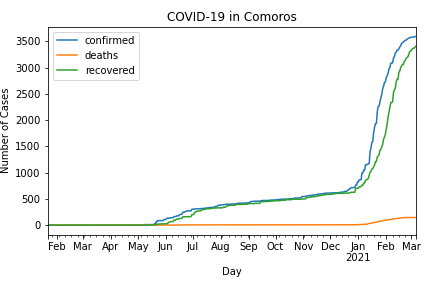 COVID-19 in Comoros
confirmed
deaths
recovered
Number of Cases
3500
3000
2500
2000
1500
1000
500
0
Feb Mar Apr May Jun Jul Aug Sep Oct Nov Dec Jan Feb Mar
2021
Day